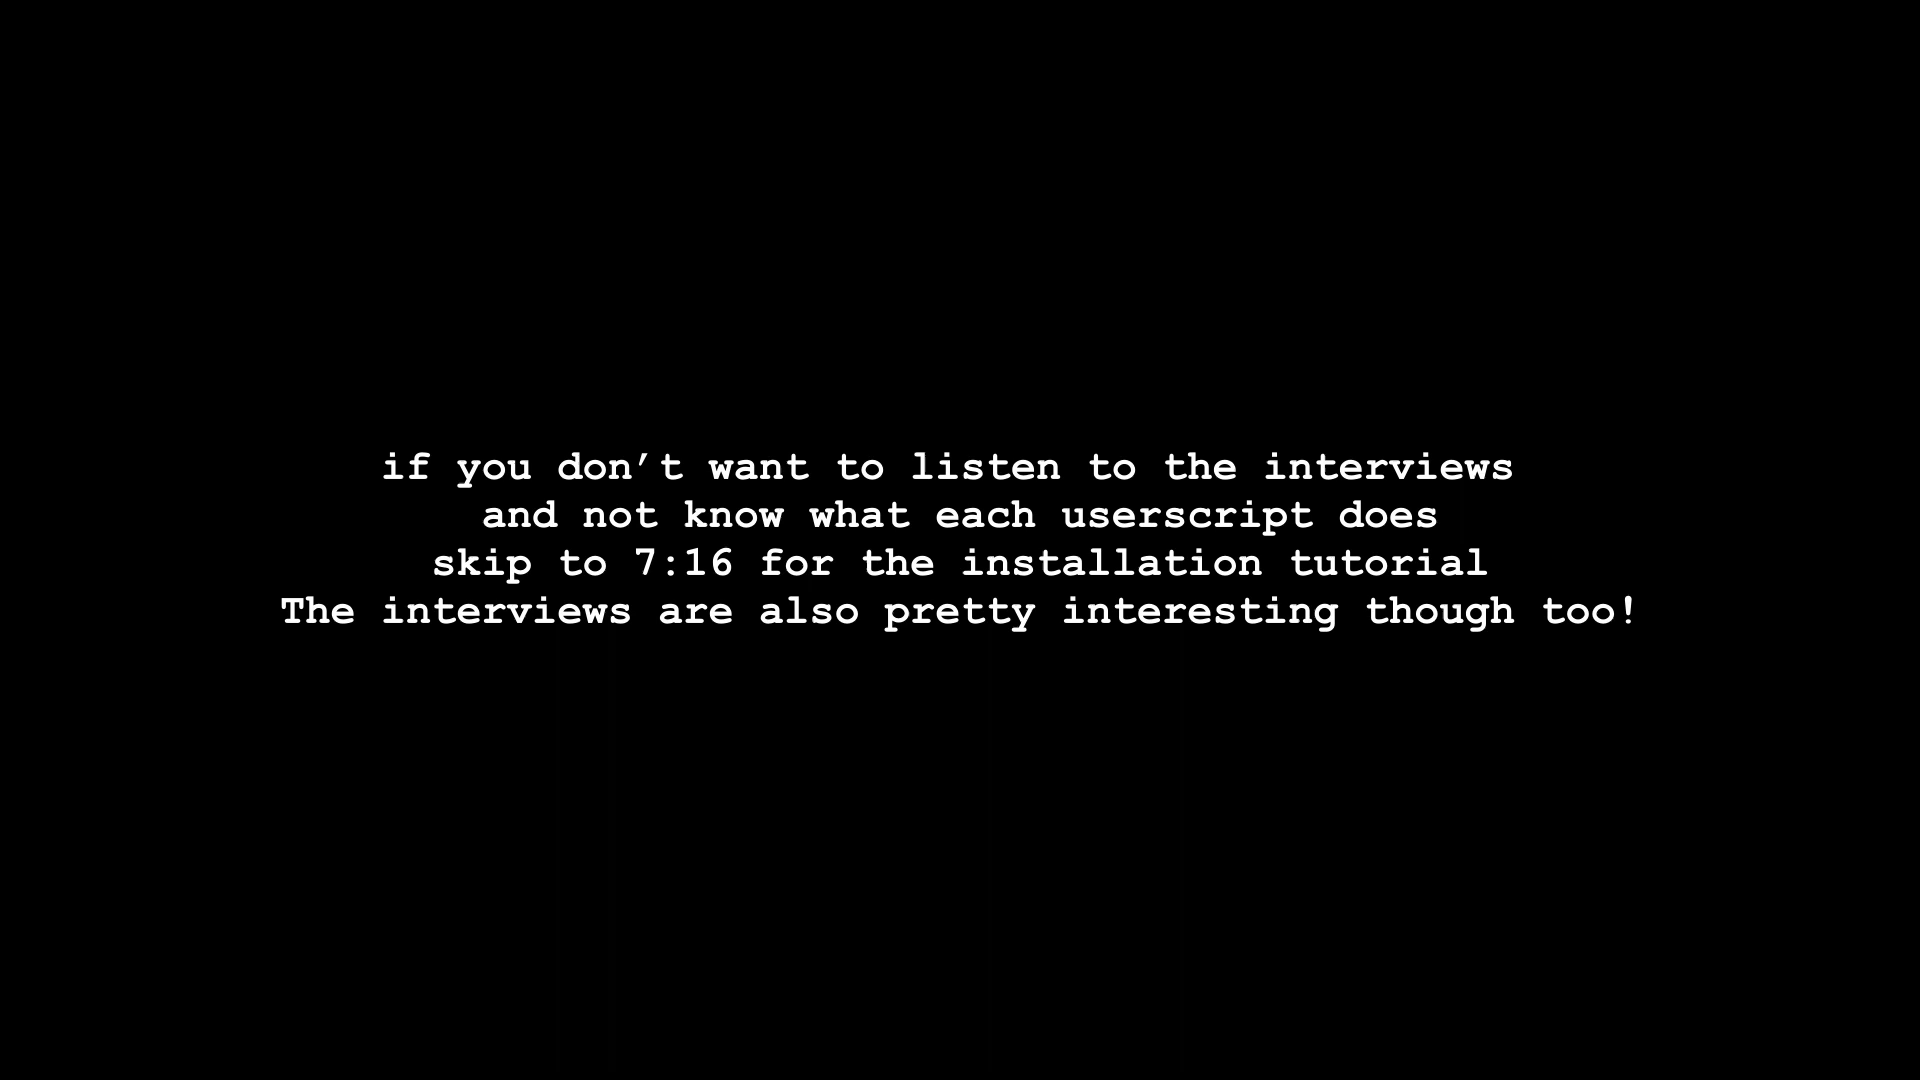 if you don’t want to listen to the interviews
and not know what each userscript does
skip to 7:16 for the installation tutorial
The interviews are also pretty interesting though too!